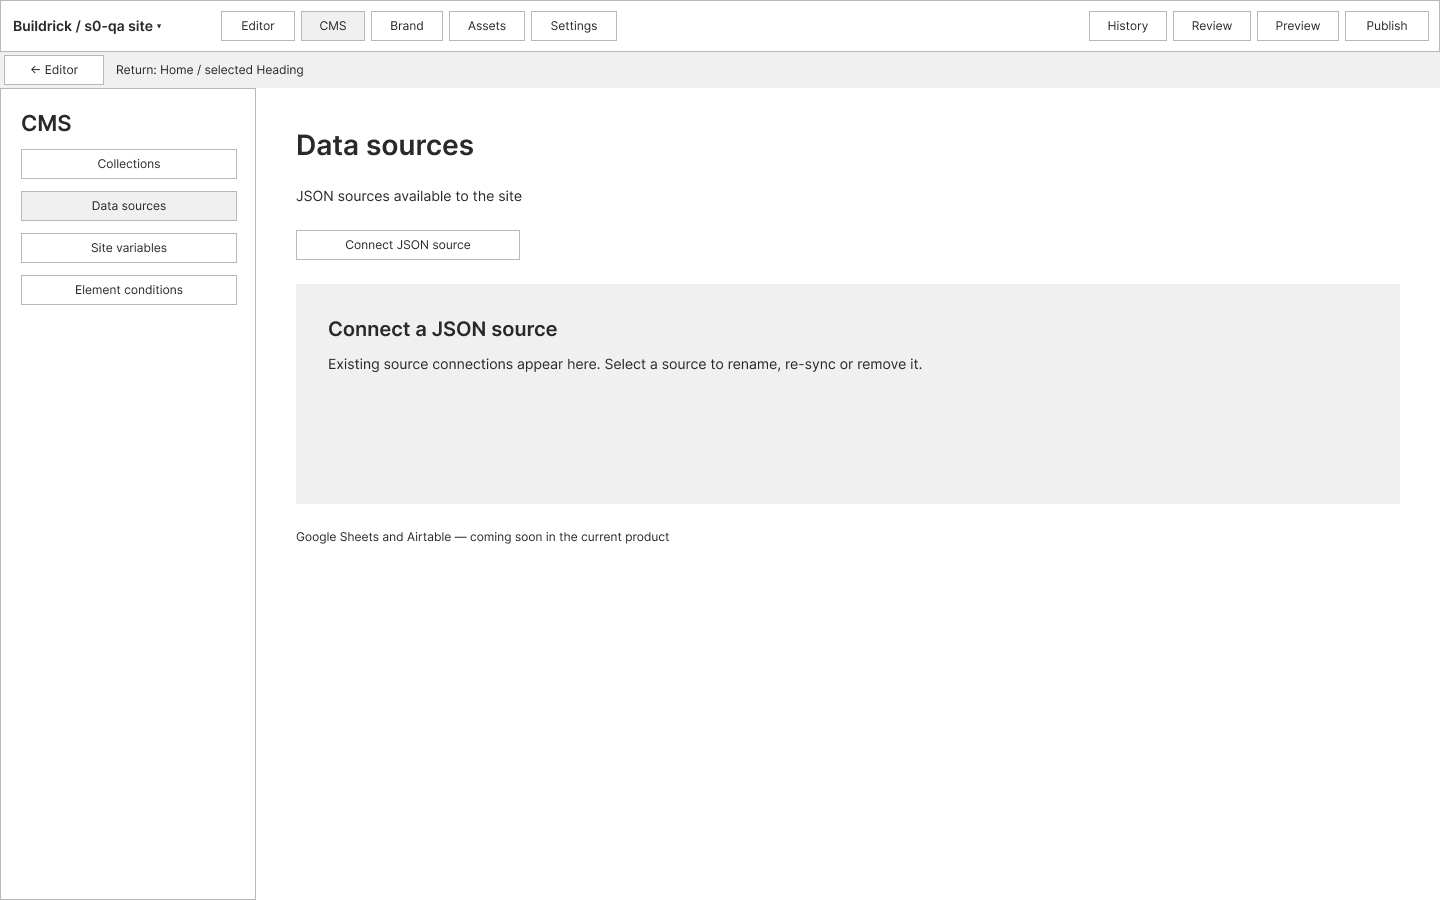 Buildrick / s0-qa site ▾
Editor
CMS
Brand
Assets
Settings
History
Review
Preview
Publish
← Editor
Return: Home / selected Heading
CMS
Collections
Data sources
Site variables
Element conditions
Data sources
JSON sources available to the site
Connect JSON source
Connect a JSON source
Existing source connections appear here. Select a source to rename, re-sync or remove it.
Google Sheets and Airtable — coming soon in the current product